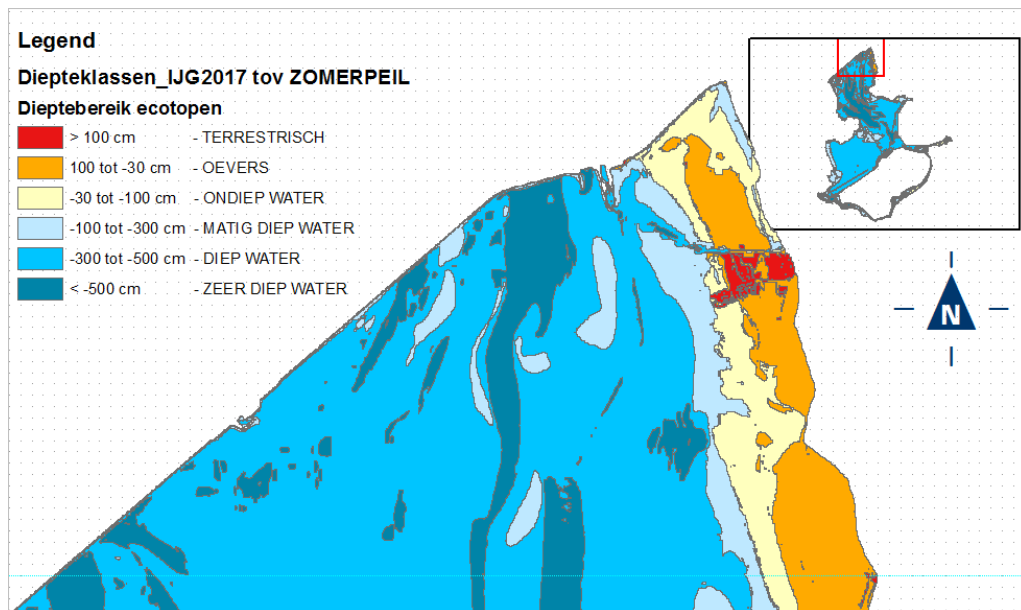 Legend
Diepteklassen_IJG2017 tov ZOMERPEIL
Dieptebereik ecotopen
> 100 cm - TERRESTRISCH
100 tot -30 cm - OEVERS
-30 tot -100 cm - ONDIEP WATER
-100 tot -300 cm - MATIG DIEP WATER
-300 tot -500 cm - DIEP WATER
< -500 cm - ZEER DIEP WATER
N